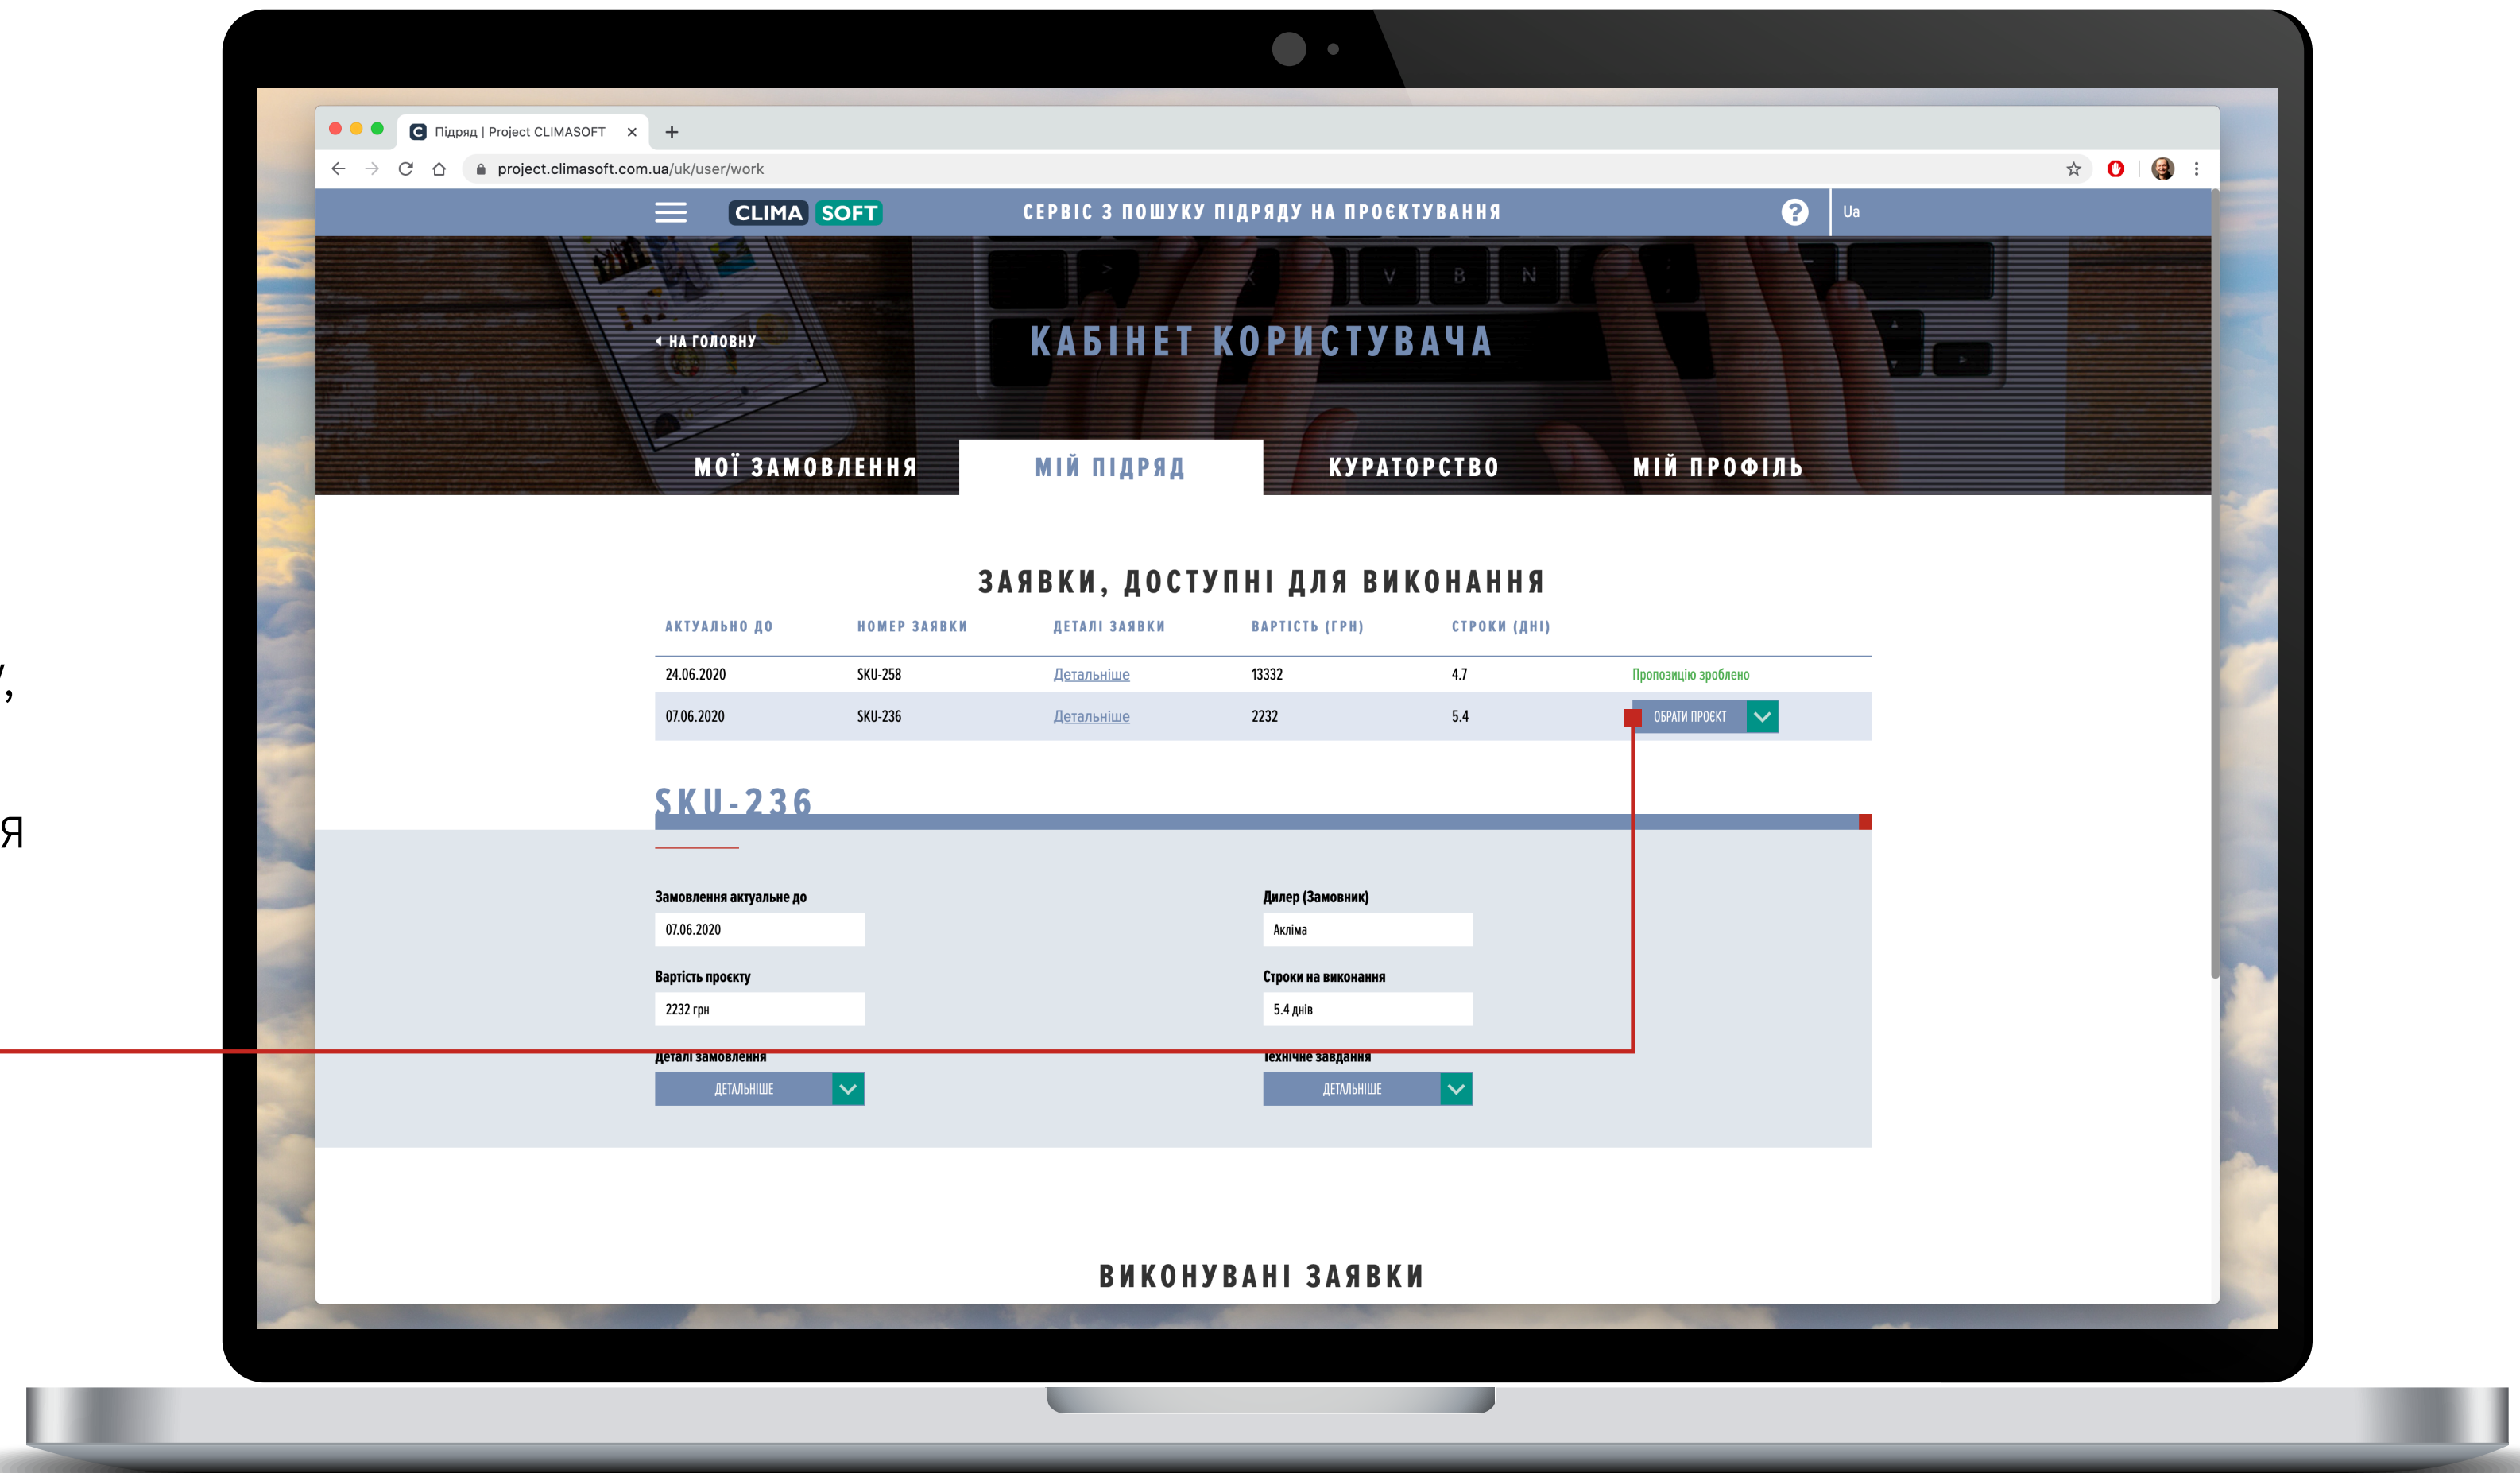 Підряд | Project CLIMASOFT
project.climasoft.com.ua/uk/user/work
CLIMA SOFT
СЕРВІС З ПОШУКУ ПІДРЯДУ НА ПРОЄКТУВАННЯ
? Ua
НА ГОЛОВНУ
КАБІНЕТ КОРИСТУВАЧА
V B N
МОЇ ЗАМОВЛЕННЯ МІЙ ПІДРЯД КУРАТОРСТВО МІЙ ПРОФІЛЬ
ЗАЯВКИ, ДОСТУПНІ ДЛЯ ВИКОНАННЯ
АКТУАЛЬНО ДО НОМЕР ЗАЯВКИ ДЕТАЛІ ЗАЯВКИ ВАРТІСТЬ (ГРН) СТРОКИ (ДНІ)
24.06.2020 SKU-258 Детальніше 13332 4.7 Пропозицію зроблено
07.06.2020 SKU-236 Детальніше 2232 5.4 ОБРАТИ ПРОЄКТ
SKU-236
Замовлення актуальне до Дилер (Замовник)
07.06.2020 Акліма
Вартість проєкту Строки на виконання
2232 грн 5.4 днів
Деталі замовлення Технічне завдання
ДЕТАЛЬНІШЕ ДЕТАЛЬНІШЕ
ВИКОНУВАНІ ЗАЯВКИ
я